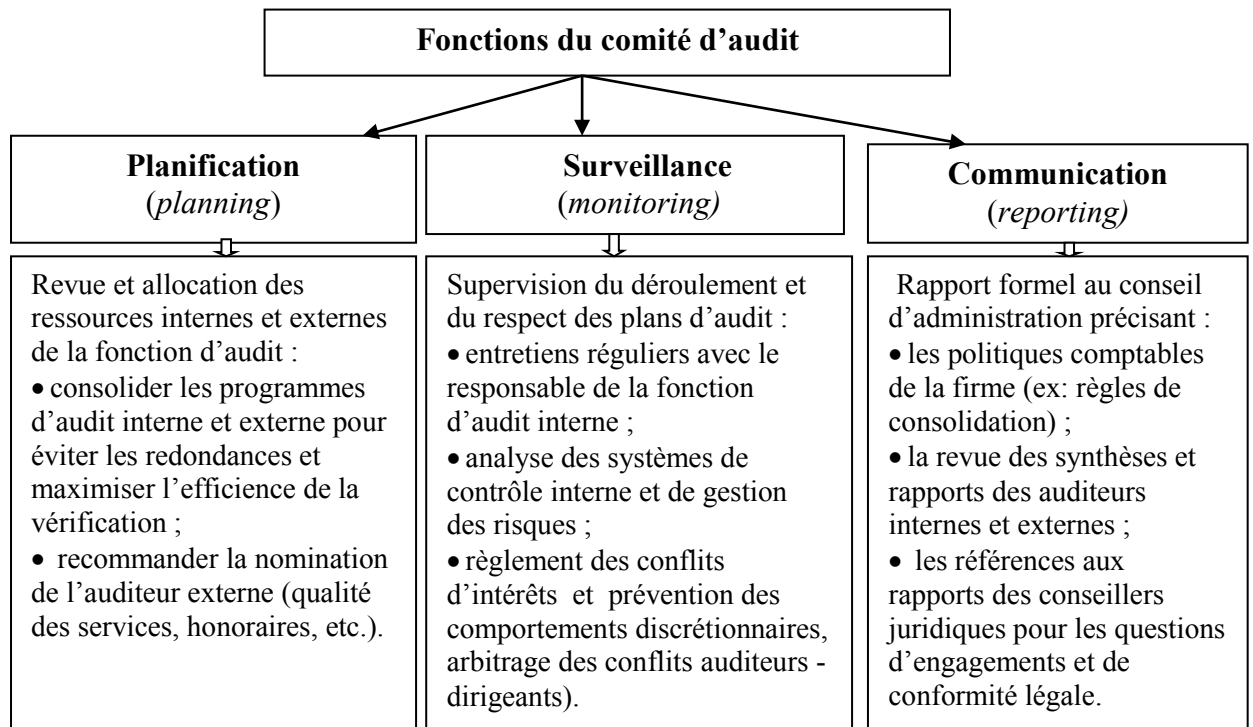 Fonctions du comité d’audit
Planification
(planning)
Revue et allocation des
ressources internes et externes
de la fonction d’audit :
• consolider les programmes
d’audit interne et externe pour
éviter les redondances et
maximiser l’efficience de la
vérification ;
• recommander la nomination
de l’auditeur externe (qualité
des services, honoraires, etc.).
Surveillance
(monitoring)
Supervision du déroulement et
du respect des plans d’audit :
• entretiens réguliers avec le
responsable de la fonction
d’audit interne ;
• analyse des systèmes de
contrôle interne et de gestion
des risques ;
• règlement des conflits
d’intérêts et prévention des
comportements discrétionnaires,
arbitrage des conflits auditeurs -
dirigeants).
Communication
(reporting)
Rapport formel au conseil
d’administration précisant :
• les politiques comptables
de la firme (ex: règles de
consolidation) ;
• la revue des synthèses et
rapports des auditeurs
internes et externes ;
• les références aux
rapports des conseillers
juridiques pour les questions
d’engagements et de
conformité légale.